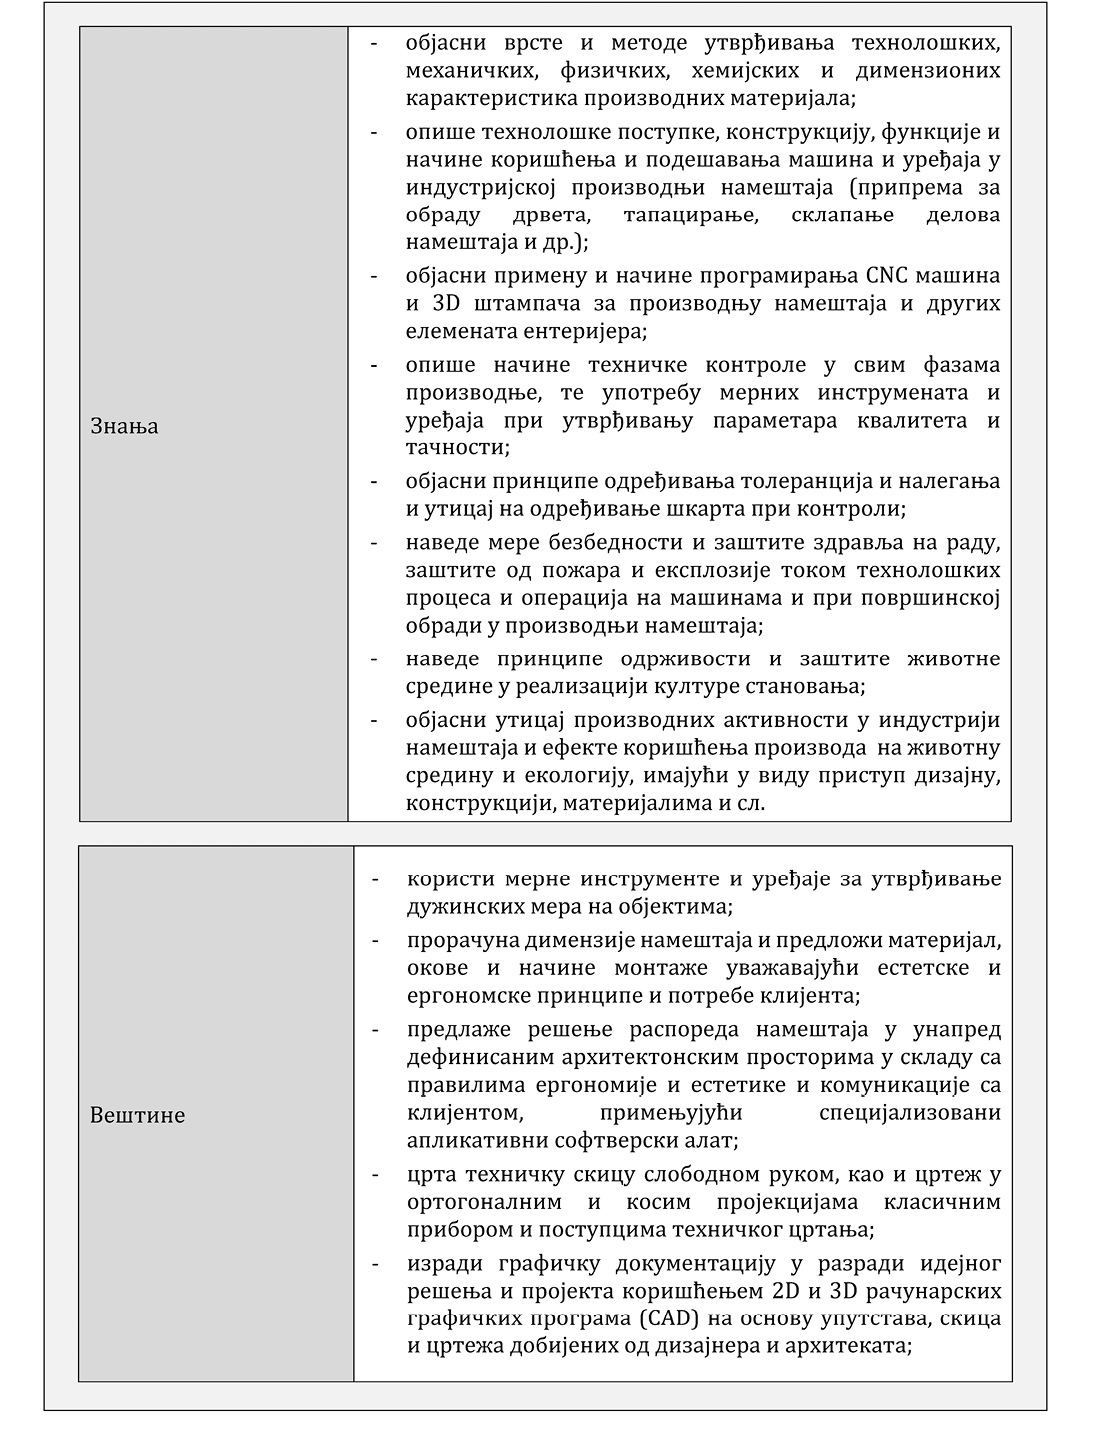 Знања
- објасни врсте и методе утврђивања технолошких,
механичких, физичких, хемијских и димензионих
карактеристика производних материјала;
- опише технолошке поступке, конструкцију, функције и
начине коришћења и подешавања машина и уређаја у
индустријској производњи намештаја (припрема за
обраду дрвета, тапацирање, склапање делова
намештаја и др.);
- објасни примену и начине програмирања CNC машина
и 3D штампача за производњу намештаја и других
елемената ентеријера;
- опише начине техничке контроле у свим фазама
производње, те употребу мерних инструмената и
уређаја при утврђивању параметара квалитета и
тачности;
- објасни принципе одређивања толеранција и налегања
и утицај на одређивање шкарта при контроли;
- наведе мере безбедности и заштите здравља на раду,
заштите од пожара и експлозије током технолошких
процеса и операција на машинама и при површинској
обради у производњи намештаја;
- наведе принципе одрживости и заштите животне
средине у реализацији културе становања;
- објасни утицај производних активности у индустрији
намештаја и ефекте коришћења производа на животну
средину и екологију, имајући у виду приступ дизајну,
конструкцији, материјалима и сл.
Вештине
- користи мерне инструменте и уређаје за утврђивање
дужинских мера на објектима;
- прорачуна димензије намештаја и предложи материјал,
окове и начине монтаже уважавајући естетске и
ергономске принципе и потребе клијента;
- предлаже решење распореда намештаја у унапред
дефинисаним архитектонским просторима у складу са
правилима ергономије и естетике и комуникације са
клијентом, примењујући специјализовани
апликативни софтверски алат;
- црта техничку скицу слободном руком, као и цртеж у
ортогоналним и косим пројекцијама класичним
прибором и поступцима техничког цртања;
- изради графичку документацију у разради идејног
решења и пројекта коришћењем 2D и 3D рачунарских
графичких програма (CAD) на основу упутстава, скица
и цртежа добијених од дизајнера и архитеката;